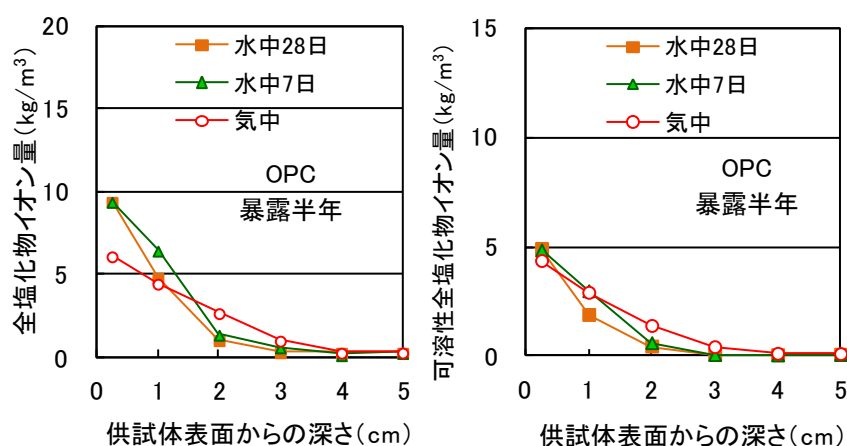 全塩化物イオン量(kg/m³)
20
15
10
5
0
水中28日
水中7日
気中
OPC
暴露半年
0 1 2 3 4 5
供試体表面からの深さ(cm)
可溶性全塩化物イオン量(kg/m³)
15
10
5
0
水中28日
水中7日
気中
OPC
暴露半年
0 1 2 3 4 5
供試体表面からの深さ(cm)